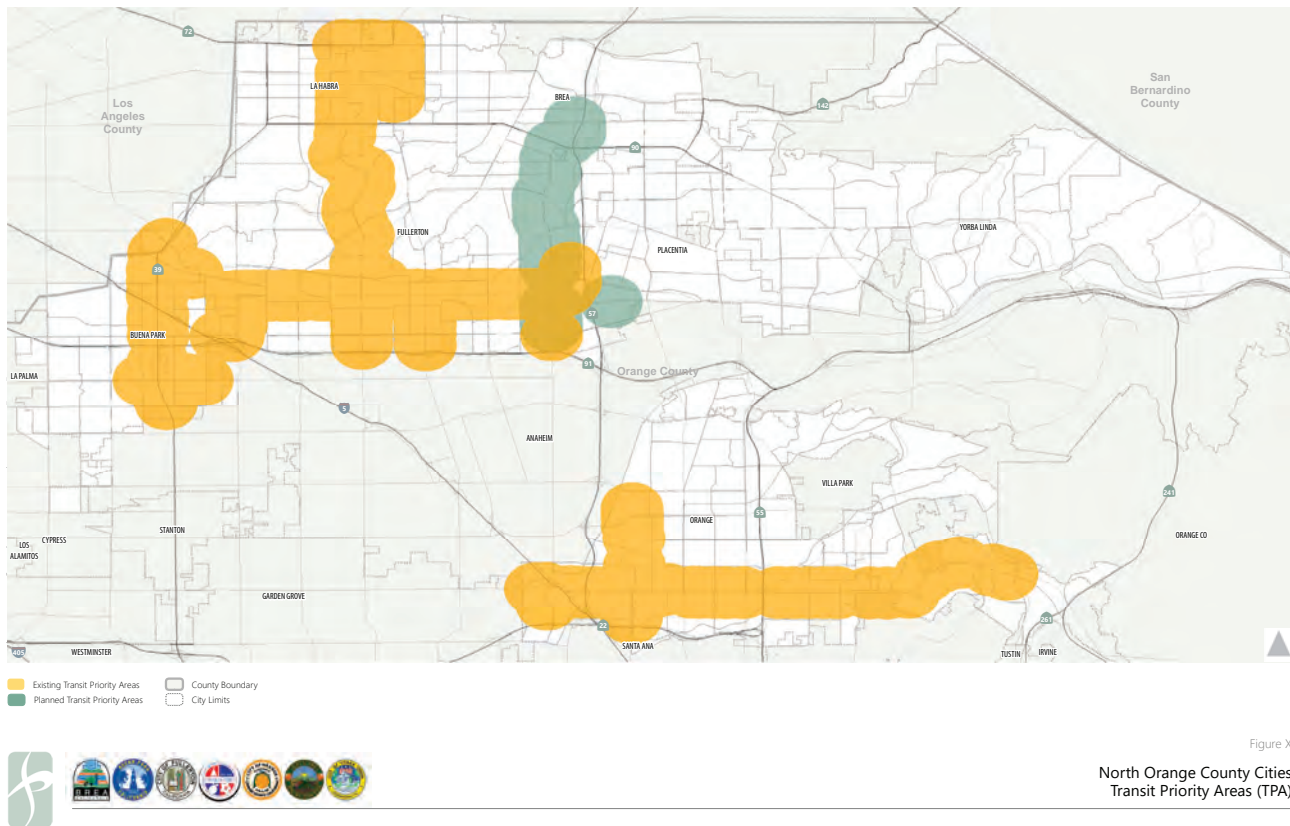 72
LA HABRA
Los
Angeles
County
BREA
142
San
Bernardino
County
90
FULLERTON
PLACENTIA
YORBA LINDA
39
57
BUENA PARK
91
Orange County
LA PALMA
5
ANAHEIM
VILLA PARK
241
ORANGE
55
STANTON
CYPRESS
LOS
ALAMITOS
ORANGE CO
GARDEN GROVE
261
22
SANTA ANA
405
WESTMINSTER
TUSTIN
IRVINE
Existing Transit Priority Areas
County Boundary
Planned Transit Priority Areas
City Limits
Figure X
North Orange County Cities
Transit Priority Areas (TPA)
BREA